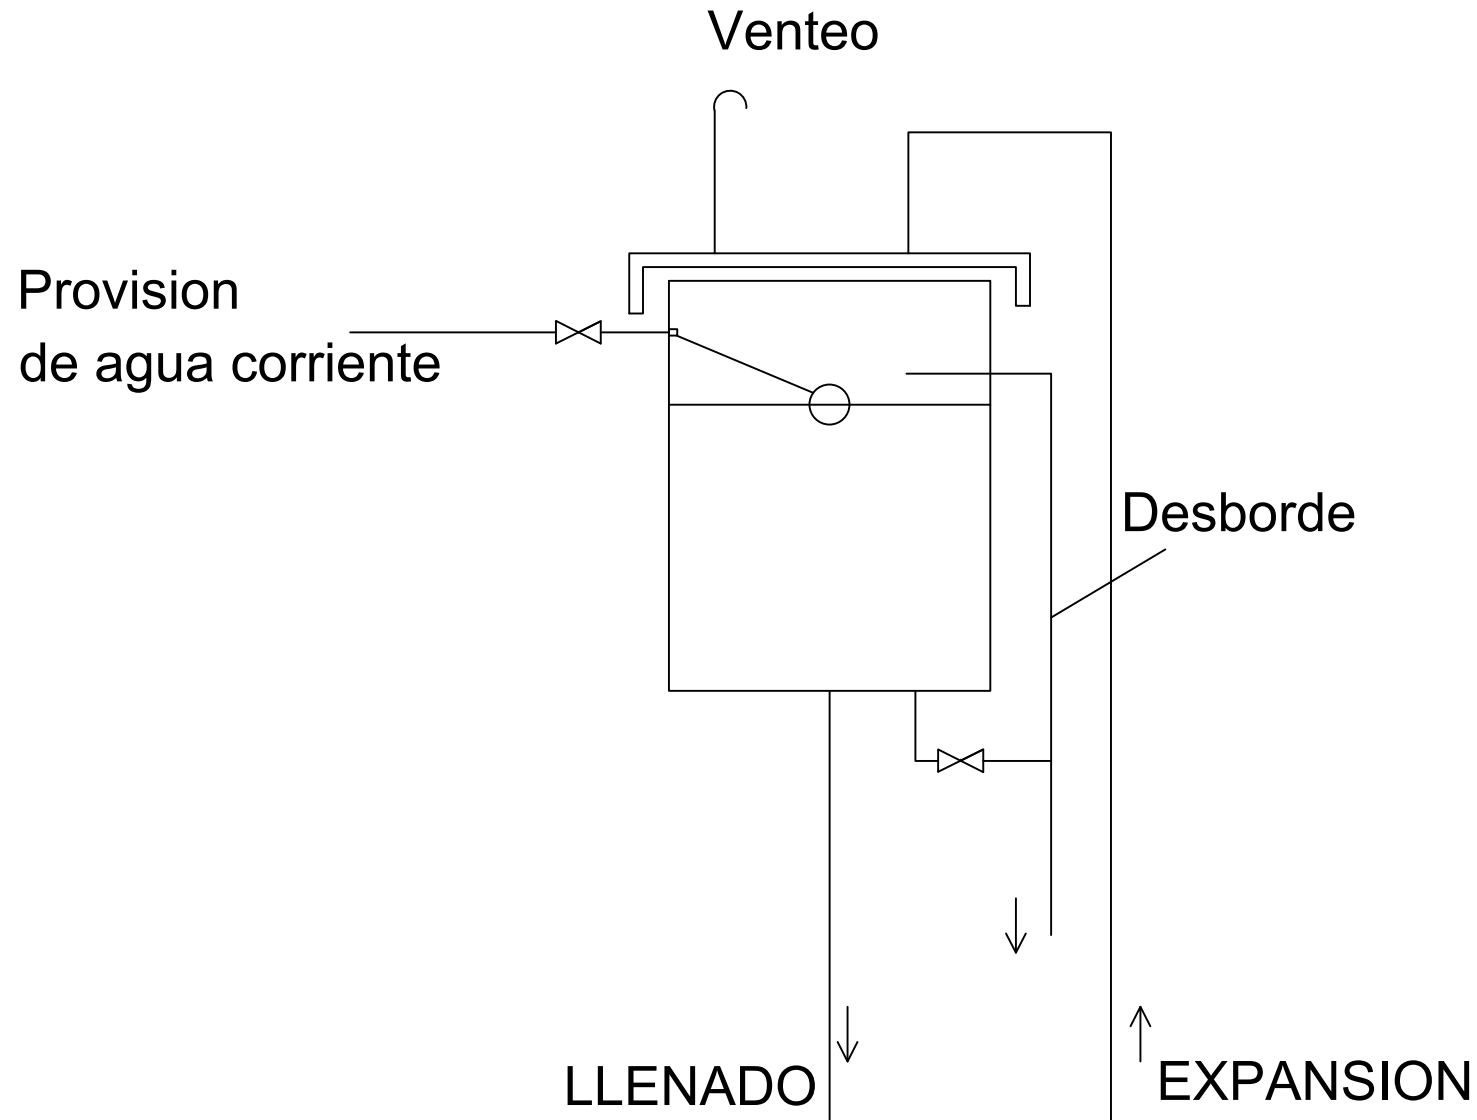 Venteo
Provision
de agua corriente
Desborde
LLENADO
EXPANSION